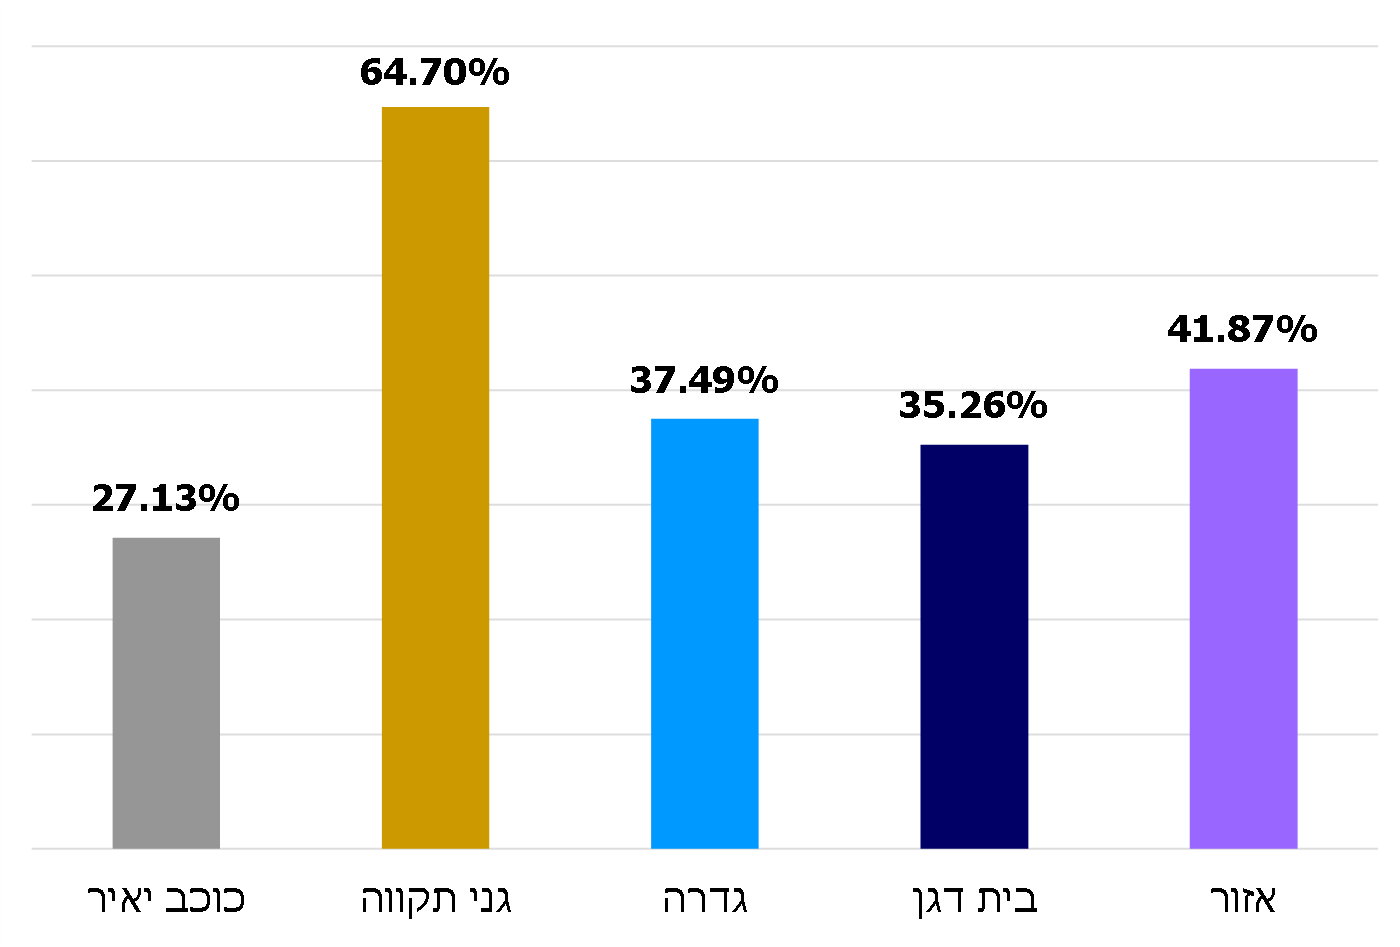 64.70%
41.87%
37.49%
35.26%
27.13%
אזור
בית דגן
גדרה
גני תקווה
כוכב יאיר